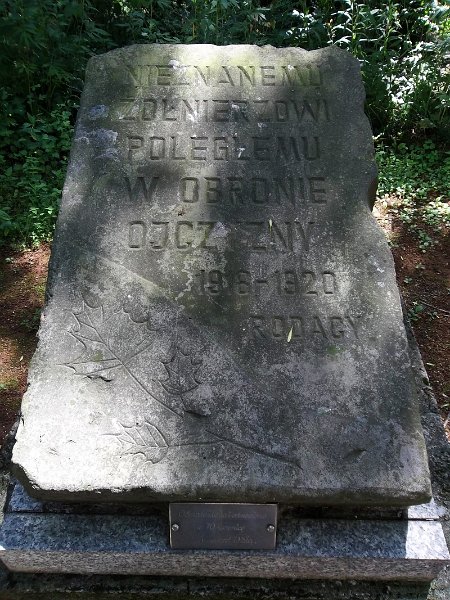 NIEZNANEMU
ŻOŁNIERZOWI
POLEGŁEMU
W OBRONIE
OJCZYZNY
1918-1920
RODACY